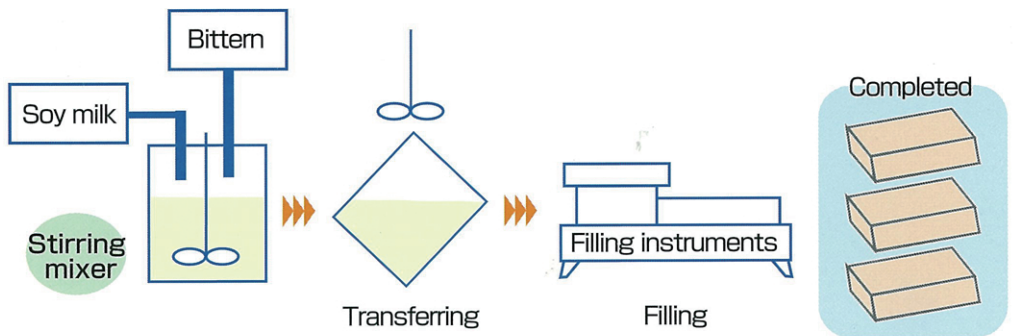 Bittern
Soy milk
Stirring
mixer
Transferring
Filling instruments
Filling
Completed